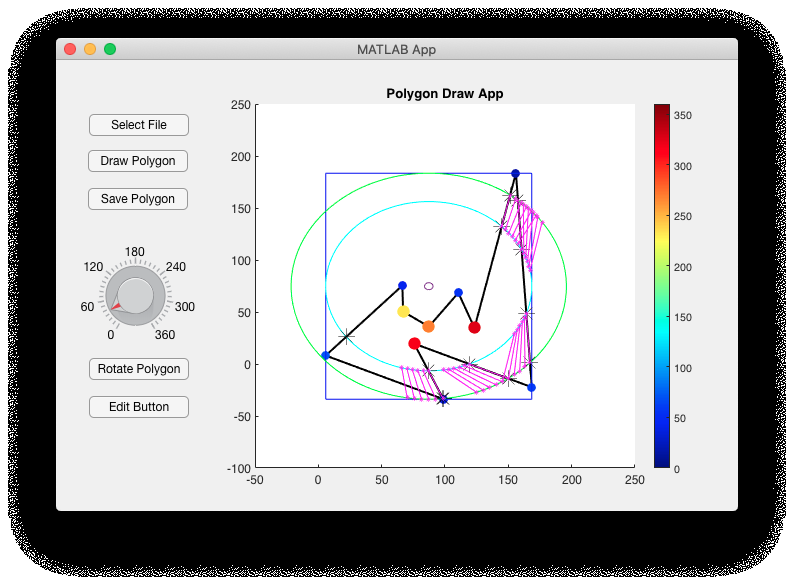 MATLAB App
Select File
Draw Polygon
Save Polygon
180
120 240
60 300
0 360
Rotate Polygon
Edit Button
Polygon Draw App
250
200
150
100
50
0
-50
-100
-50 0 50 100 150 200 250
350
300
250
200
150
100
50
0